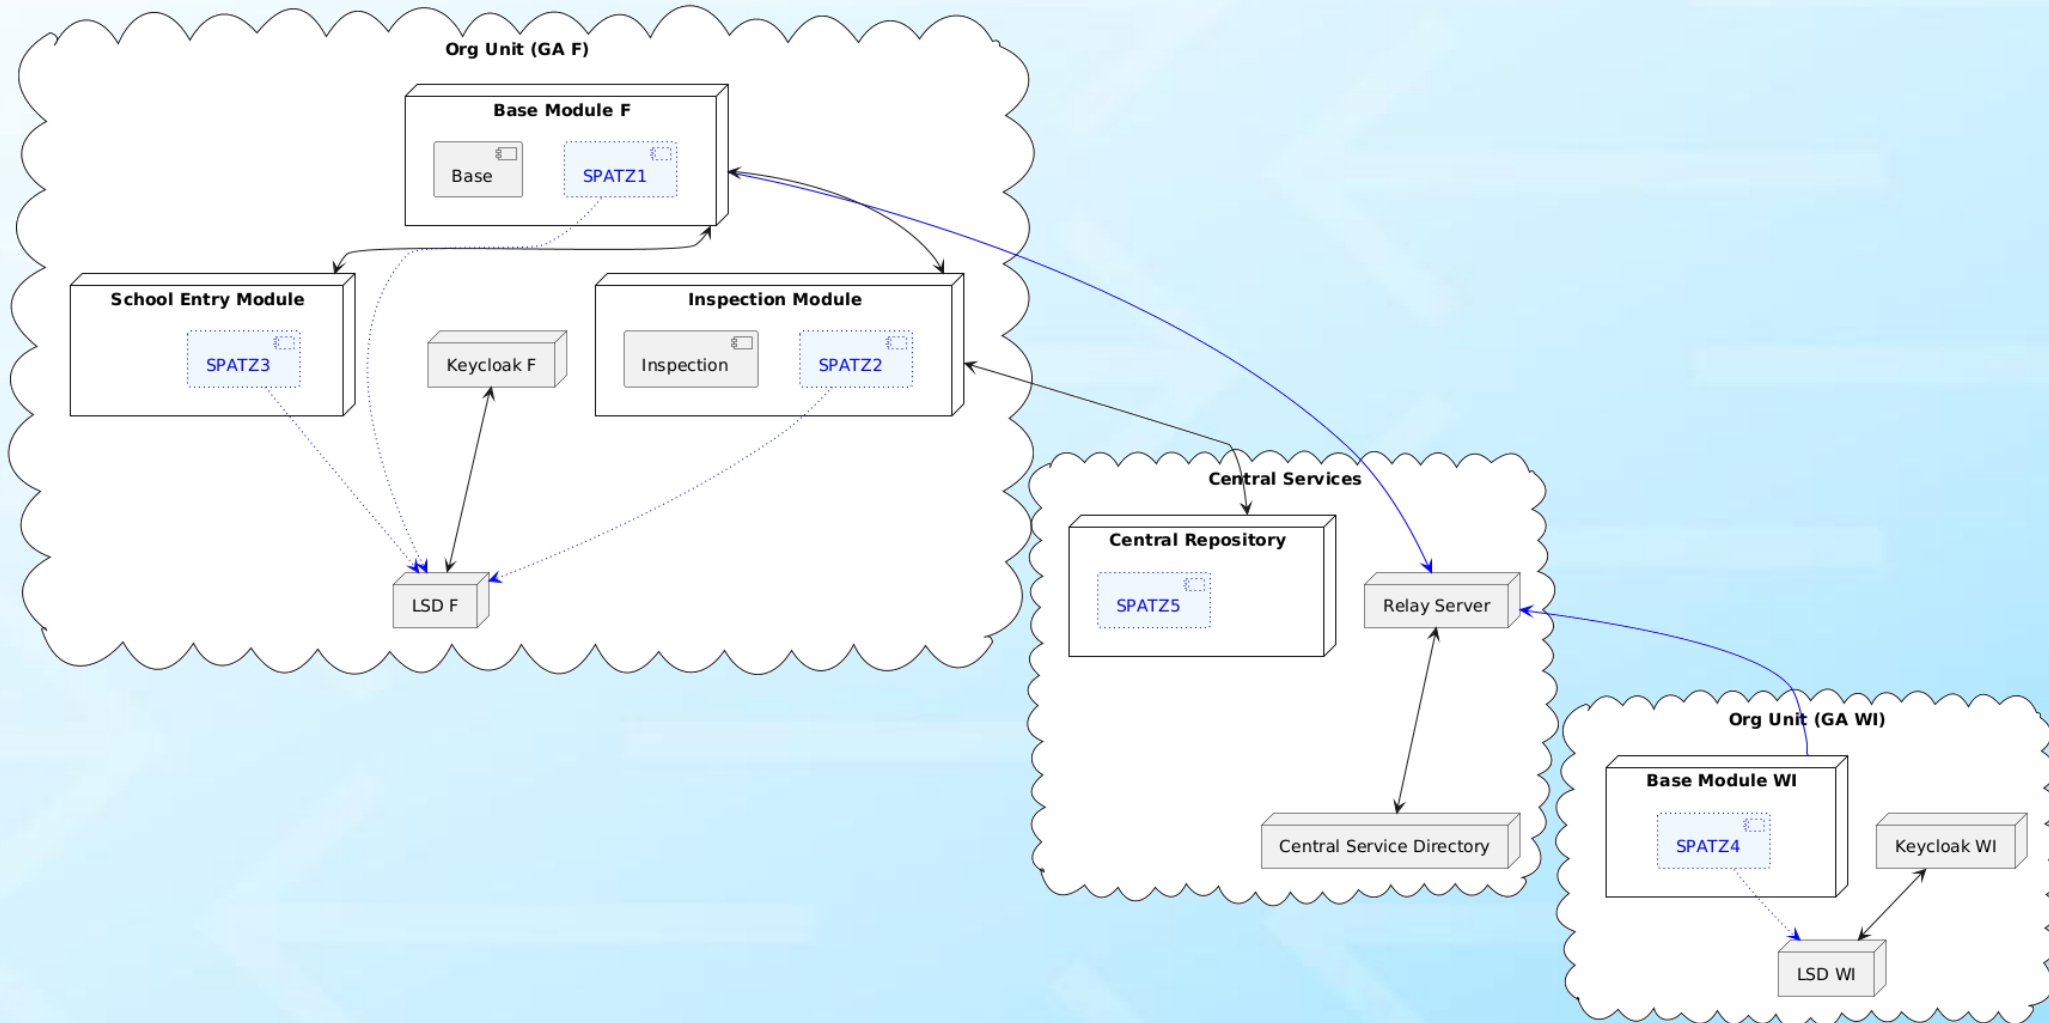 Org Unit (GA F)
Base Module F
Base
SPATZ1
School Entry Module
SPATZ3
Keycloak F
Inspection Module
Inspection
SPATZ2
LSD F
Central Services
Central Repository
SPATZ5
Relay Server
Central Service Directory
Org Unit (GA WI)
Base Module WI
SPATZ4
Keycloak WI
LSD WI